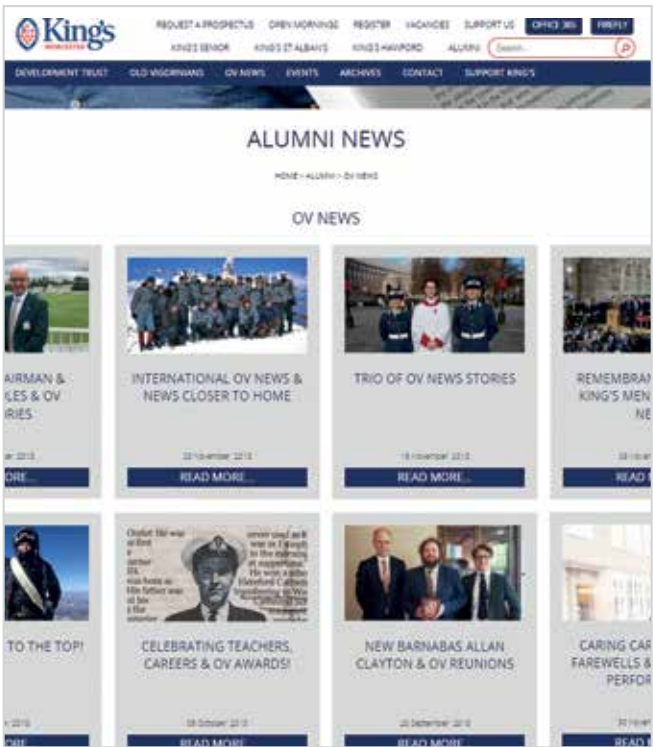 King's
WORCESTER
REQUEST A PROSPECTUS OPEN MORNINGS REGISTER VACANCIES SUPPORT US OFFICE 365 FIREFLY
KING'S SENIOR KING'S ST ALBAN'S KING'S HAWFORD ALUMNI Search...
DEVELOPMENT TRUST OLD VIGORNIANS OV NEWS EVENTS ARCHIVES CONTACT SUPPORT KING'S
ALUMNI NEWS
HOME > ALUMNI > OV NEWS
OV NEWS
AIRMAN &
LES & OV
RIES
ORE...
INTERNATIONAL OV NEWS &
NEWS CLOSER TO HOME
November
READ MORE...
TRIO OF OV NEWS STORIES
November
READ MORE...
REMEMBRAN
KING'S MEN
NE
READ
TO THE TOP!
CELEBRATING TEACHERS,
CAREERS & OV AWARDS!
October
READ MORE
NEW BARNABAS ALLAN
CLAYTON & OV REUNIONS
September
READ MORE
CARING CAR
FAREWELLS &
PERFOR
READ